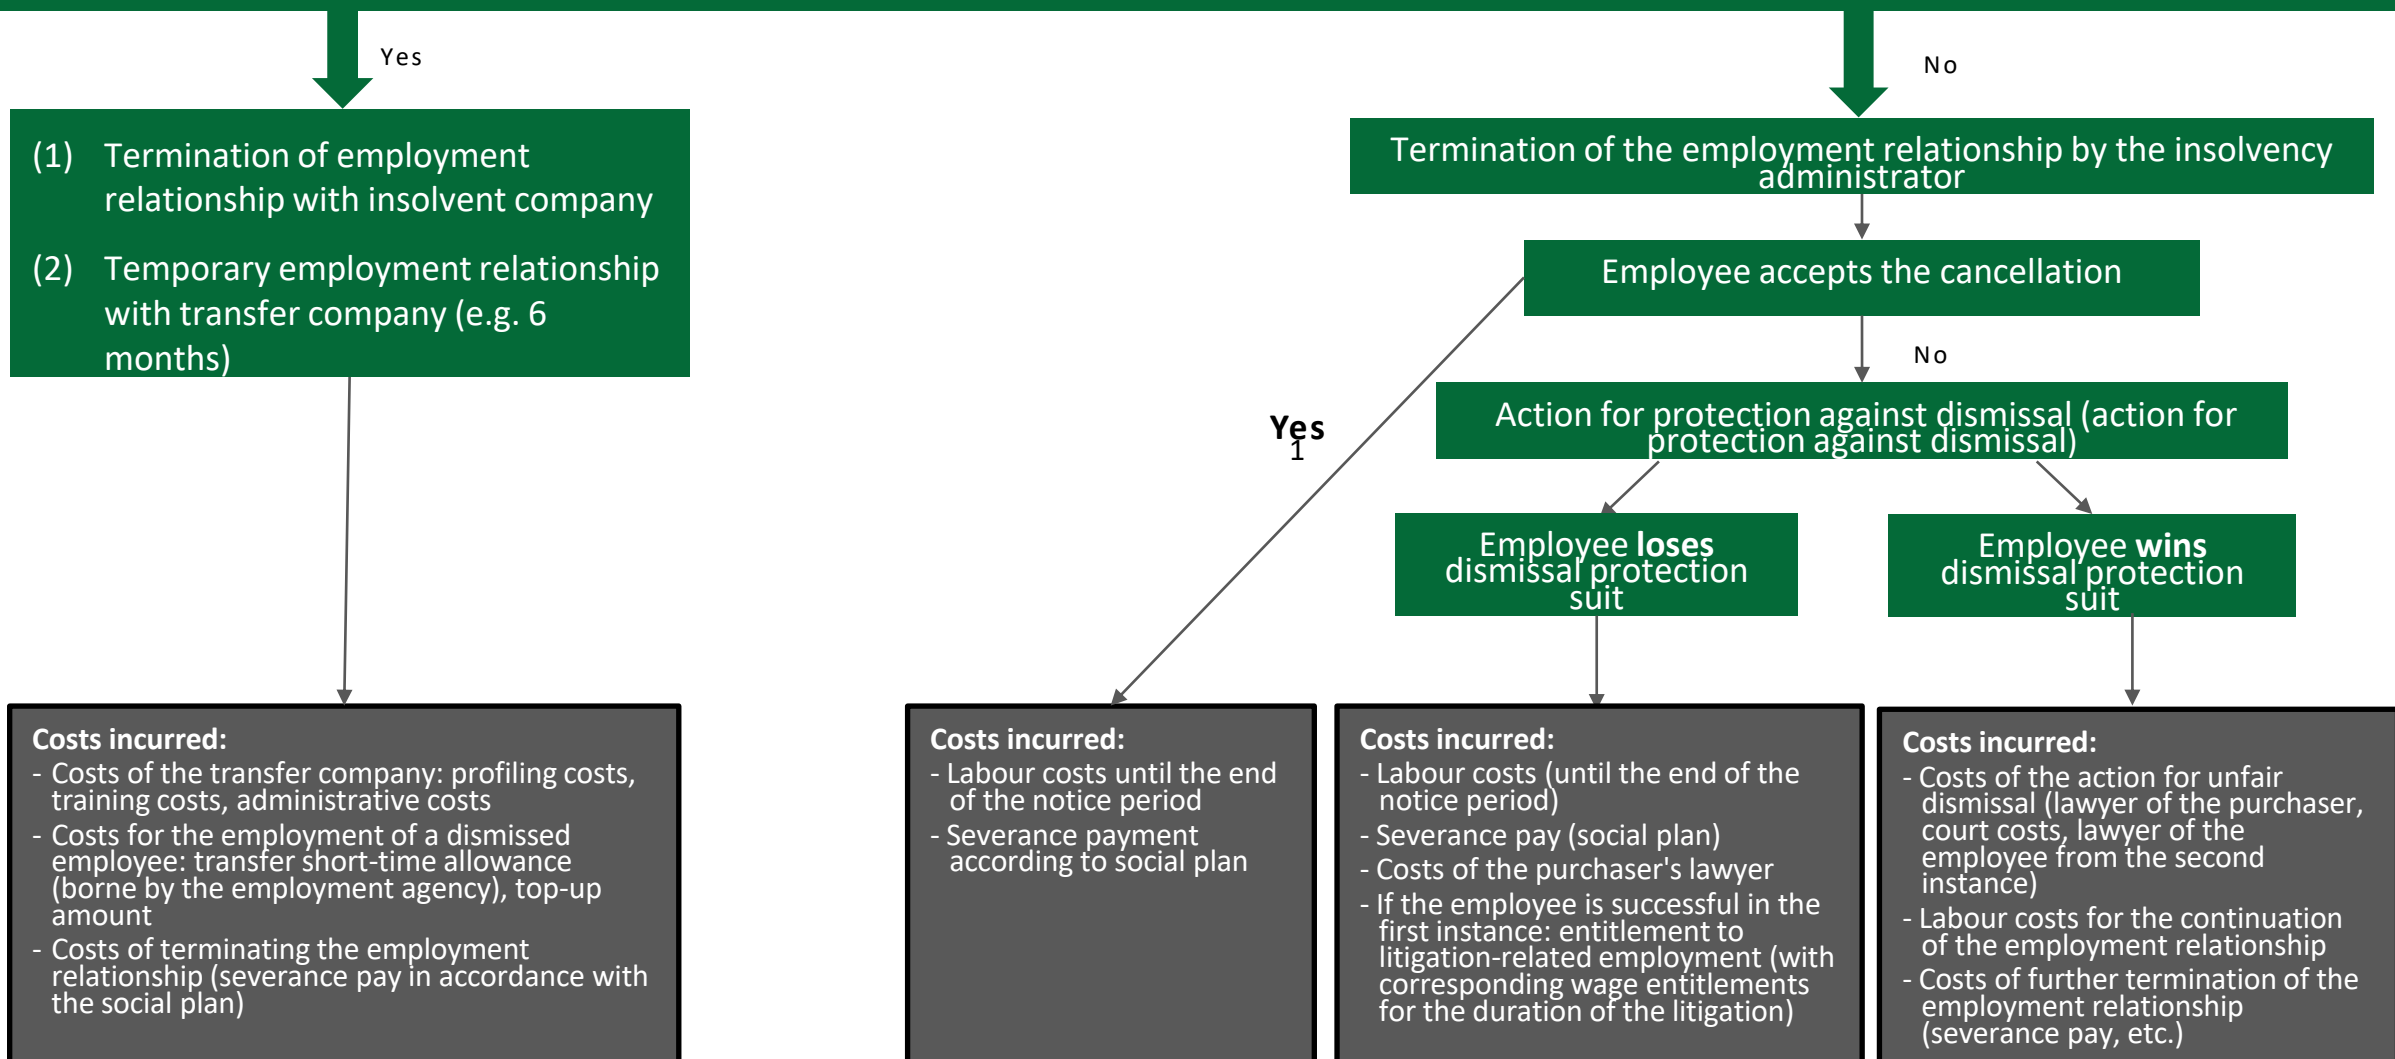 Yes
No
(1) Termination of employment
relationship with insolvent company
(2) Temporary employment relationship
with transfer company (e.g. 6
months)
Termination of the employment relationship by the insolvency
administrator
Employee accepts the cancellation
No
Yes
1
Action for protection against dismissal (action for
protection against dismissal)
Employee loses
dismissal protection
suit
Employee wins
dismissal protection
suit
Costs incurred:
- Costs of the transfer company: profiling costs,
training costs, administrative costs
- Costs for the employment of a dismissed
employee: transfer short-time allowance
(borne by the employment agency), top-up
amount
- Costs of terminating the employment
relationship (severance pay in accordance with
the social plan)
Costs incurred:
- Labour costs until the end
of the notice period
- Severance payment
according to social plan
Costs incurred:
- Labour costs (until the end of the
notice period)
- Severance pay (social plan)
- Costs of the purchaser's lawyer
- If the employee is successful in the
first instance: entitlement to
litigation-related employment (with
corresponding wage entitlements
for the duration of the litigation)
Costs incurred:
- Costs of the action for unfair
dismissal (lawyer of the purchaser,
court costs, lawyer of the
employee from the second
instance)
- Labour costs for the continuation
of the employment relationship
- Costs of further termination of the
employment relationship
(severance pay, etc.)